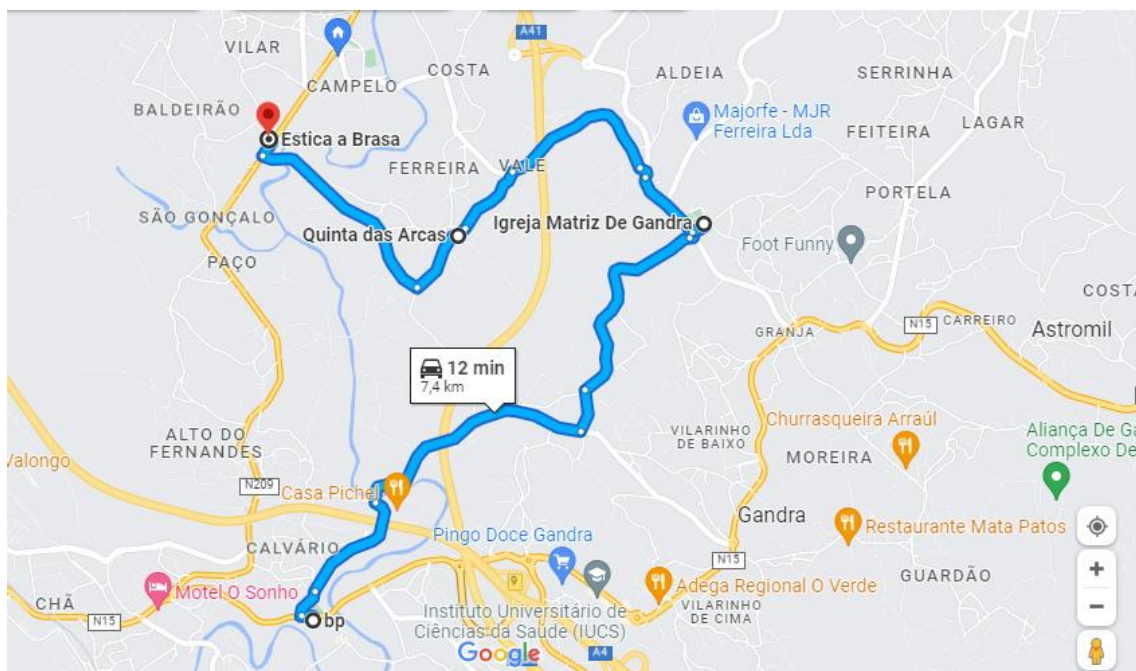 A41
VILAR
COSTA
ALDEIA
SERRINHA
CAMPELO
BALDEIRÃO
Majorfe - MJR
Ferreira Lda
FEITEIRA
LAGAR
Estica a Brasa
FERREIRA
VALE
PORTELA
SÃO GONÇALO
Quinta das Arcas
Igreja Matriz De Gandra
Foot Funny
PAÇO
COSTA
N15
CARREIRO
Astromil
GRANJA
12 min
7,4 km
Churrasqueira Arraúl
VILARINHO
DE BAIXO
MOREIRA
Aliança De Ga
Complexo De
ALTO DO
FERNANDES
Valongo
N209
Casa Pichel
Gandra
Restaurante Mata Patos
CALVÁRIO
Pingo Doce Gandra
N15
GUARDÃO
Motel O Sonho
9
Adega Regional O Verde
CHÃ
N15
bp
Instituto Universitário de
Ciências da Saúde (IUCS)
VILARINHO
DE CIMA
Google
A4